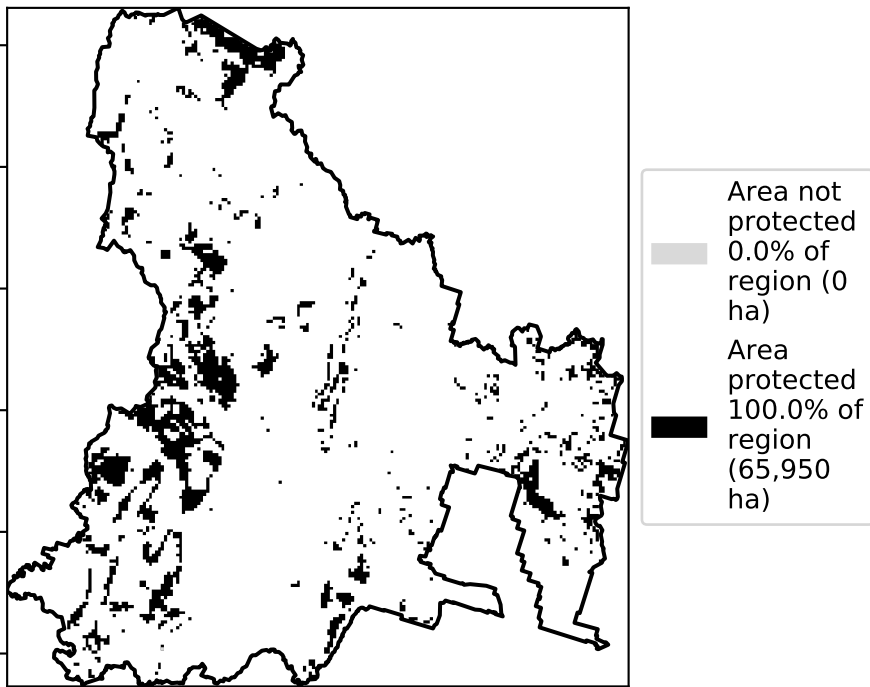 Area not
protected
0.0% of
region (0
ha)
Area
protected
100.0% of
region
(65,950
ha)